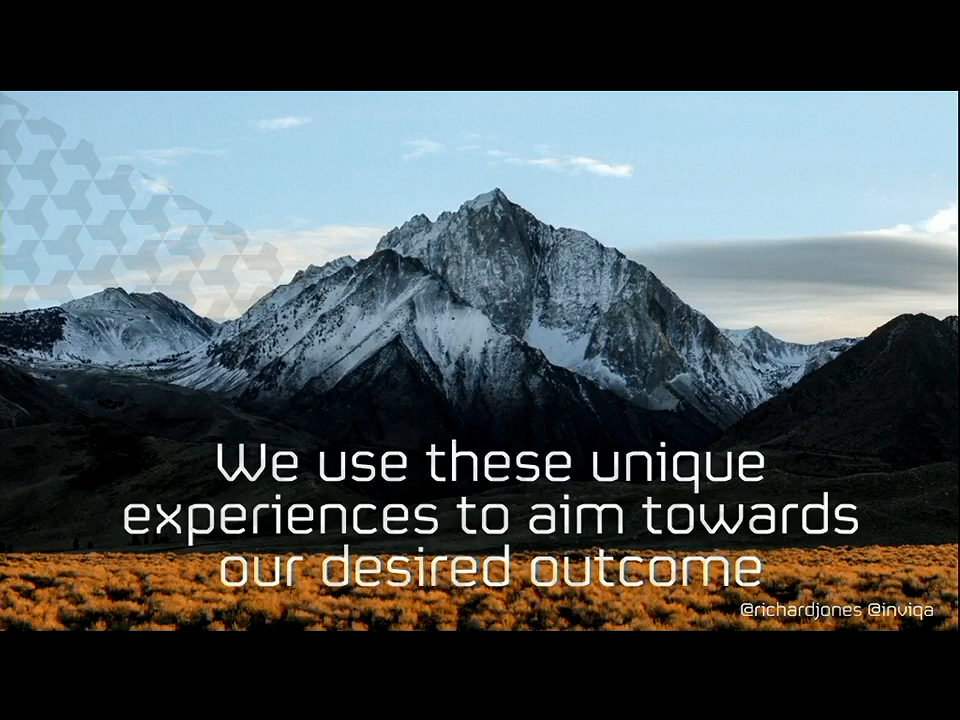 We use these unique
experiences to aim towards
our desired outcome
@richardjones @inviqa